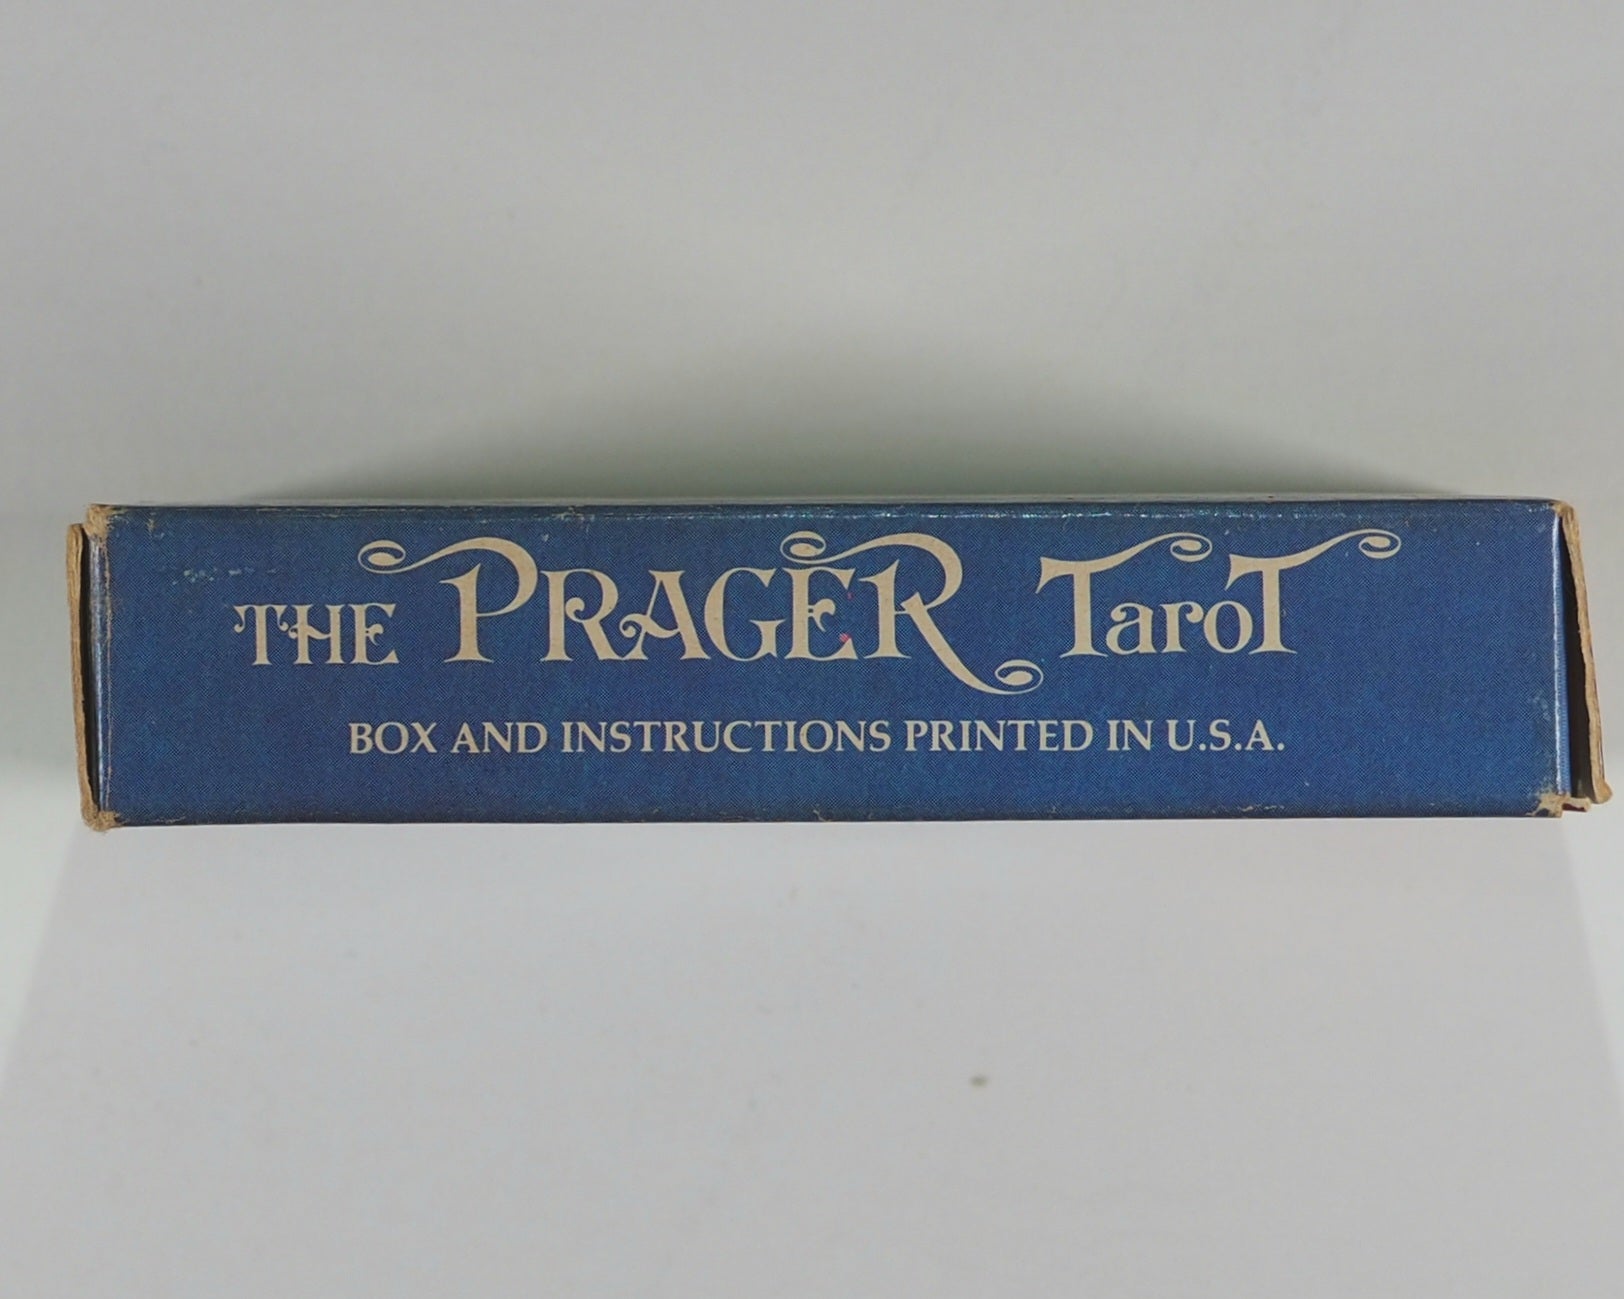 THE PRAGER TaroT
BOX AND INSTRUCTIONS PRINTED IN U.S.A.